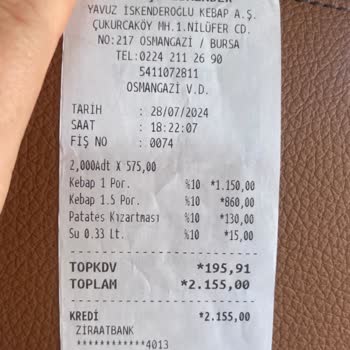 YAVUZ İSKENDEROĞLU KEBAP A.Ş.
ÇUKURCAKÖY MH.1.NİLÜFER CD.
NO:217 OSMANGAZİ / BURSA
TEL:0224 211 26 90
5411072811
OSMANGAZİ V.D.
TARİH : 28/07/2024
SAAT : 18:22:07
FİŞ NO : 0074
2,000Adt X 575,00
Kebap 1 Por. %10 *1.150,00
Kebap 1.5 Por. %10 *860,00
Patates Kızartması %10 *130,00
Su 0.33 Lt. %10 *15,00
TOPKDV *195,91
TOPLAM *2.155,00
KREDİ *2.155,00
ZIRAATBANK
************4013